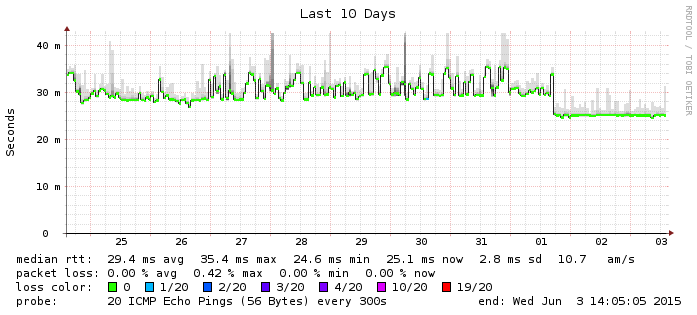 Last 10 Days
RRDTOOL / TOBI OETIKER
Seconds
40 m
30 m
20 m
10 m
0
25 26 27 28 29 30 31 01 02 03
median rtt: 29.4 ms avg 35.4 ms max 24.6 ms min 25.1 ms now 2.8 ms sd 10.7 am/s
packet loss: 0.00 % avg 0.42 % max 0.00 % min 0.00 % now
loss color: 0 1/20 2/20 3/20 4/20 10/20 19/20
probe: 20 ICMP Echo Pings (56 Bytes) every 300s end: Wed Jun 3 14:05:05 2015